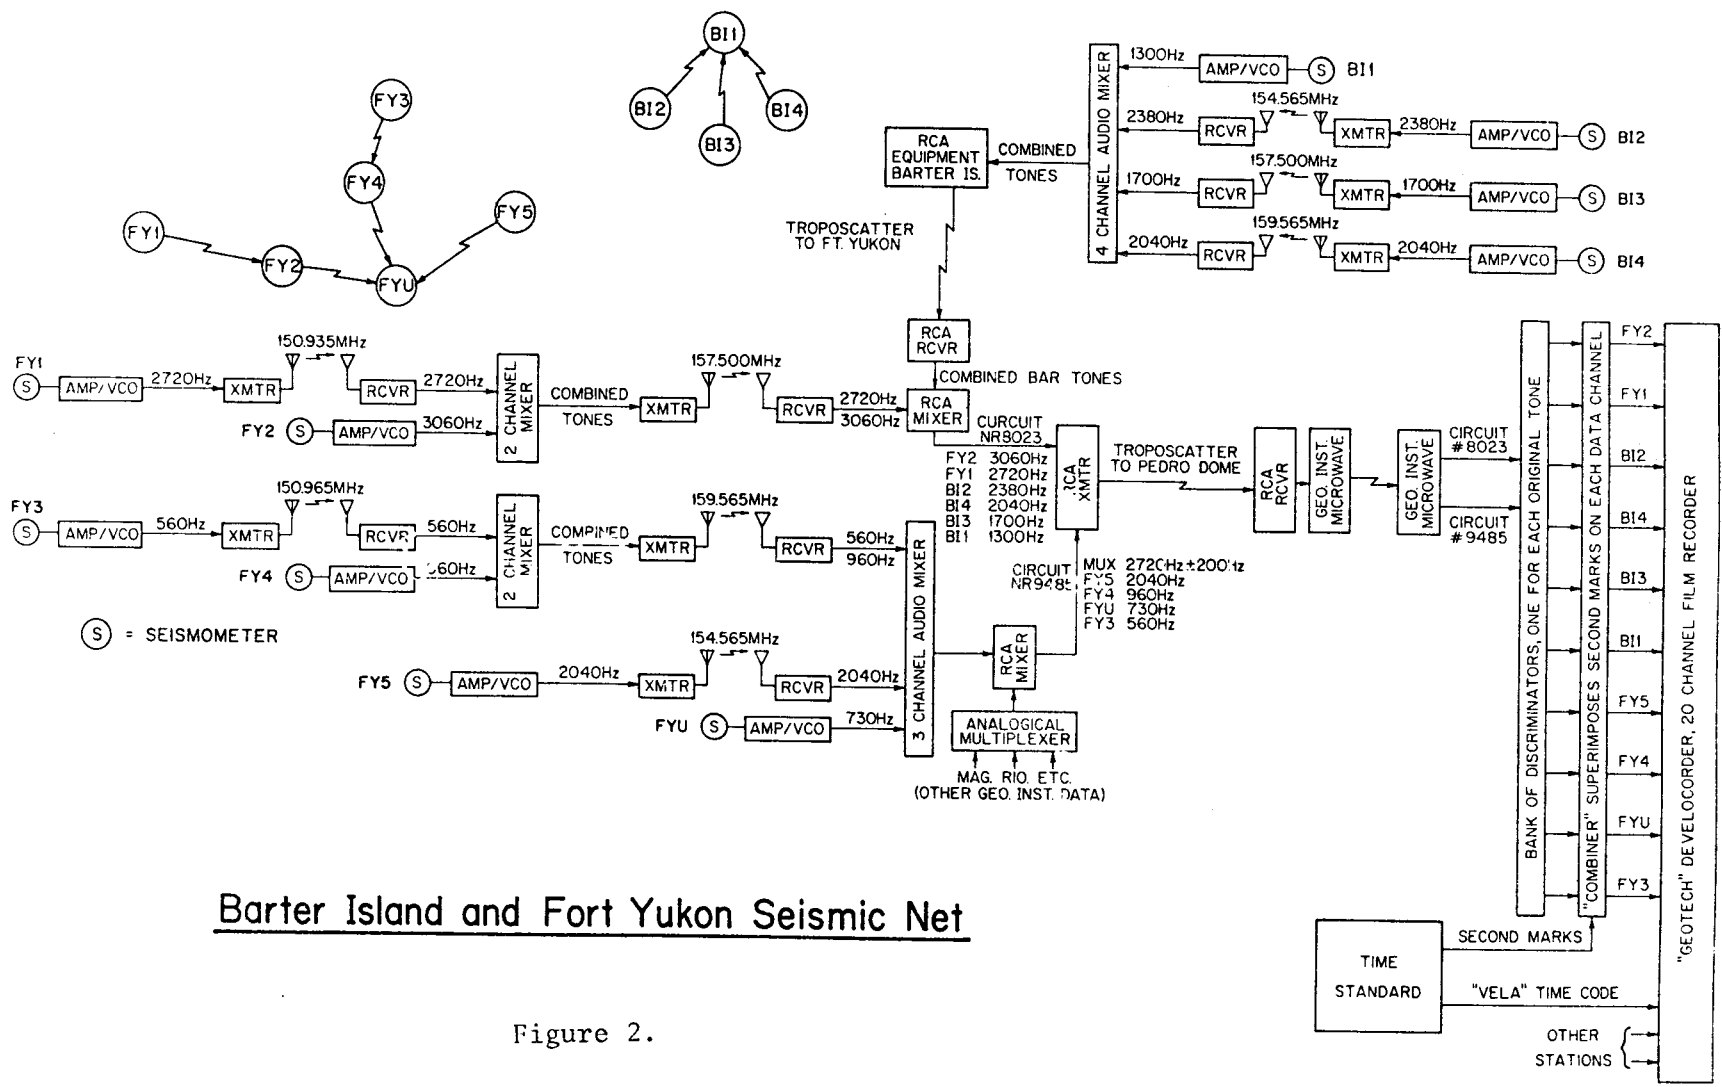 BI1
BI2
BI3
BI4
FY3
FY4
FY5
FY1
FY2
FYU
4 CHANNEL AUDIO MIXER
1300Hz
AMP/VCO
S
BI1
2380Hz
RCVR
154.565MHz
XMTR
2380Hz
AMP/VCO
S
BI2
1700Hz
RCVR
157.500MHz
XMTR
1700Hz
AMP/VCO
S
BI3
2040Hz
RCVR
159.565MHz
XMTR
2040Hz
AMP/VCO
S
BI4
RCA
EQUIPMENT
BARTER IS.
COMBINED
TONES
TROPOSCATTER
TO FT. YUKON
RCA
RCVR
COMBINED BAR TONES
RCA
MIXER
FY1
S
AMP/VCO
2720Hz
XMTR
150.935MHz
RCVR
2720Hz
FY2
S
AMP/VCO
3060Hz
2 CHANNEL
MIXER
COMBINED
TONES
XMTR
157.500MHz
RCVR
2720Hz
3060Hz
FY3
S
AMP/VCO
560Hz
XMTR
150.965MHz
RCVR
560Hz
FY4
S
AMP/VCO
60Hz
2 CHANNEL
MIXER
COMPINED
TONES
XMTR
159.565MHz
RCVR
560Hz
960Hz
S = SEISMOMETER
FY5
S
AMP/VCO
2040Hz
XMTR
154.565MHz
RCVR
2040Hz
FYU
S
AMP/VCO
730Hz
3 CHANNEL AUDIO MIXER
RCA
MIXER
ANALOGICAL
MULTIPLEXER
MAG. RIO. ETC.
(OTHER GEO. INST. DATA)
CURCUIT
NR8023
FY2 3060Hz
FY1 2720Hz
BI2 2380Hz
BI4 2040Hz
BI3 1700Hz
BI1 1300Hz
CIRCUIT
NR9485
MUX 2720Hz±200Hz
FY5 2040Hz
FY4 960Hz
FYU 730Hz
FY3 560Hz
RCA
XMTR
TROPOSCATTER
TO PEDRO DOME
RCA
RCVR
GEO. INST.
MICROWAVE
GEO. INST.
MICROWAVE
CIRCUIT
#8023
CIRCUIT
#9485
BANK OF DISCRIMINATORS, ONE FOR EACH ORIGINAL TONE
"COMBINER" SUPERIMPOSES SECOND MARKS ON EACH DATA CHANNEL
FY2
FY1
BI2
BI4
BI3
BI1
FY5
FY4
FYU
FY3
"GEOTECH" DEVELOCORDER, 20 CHANNEL FILM RECORDER
TIME
STANDARD
SECOND MARKS
"VELA" TIME CODE
OTHER
STATIONS
Barter Island and Fort Yukon Seismic Net
Figure 2.